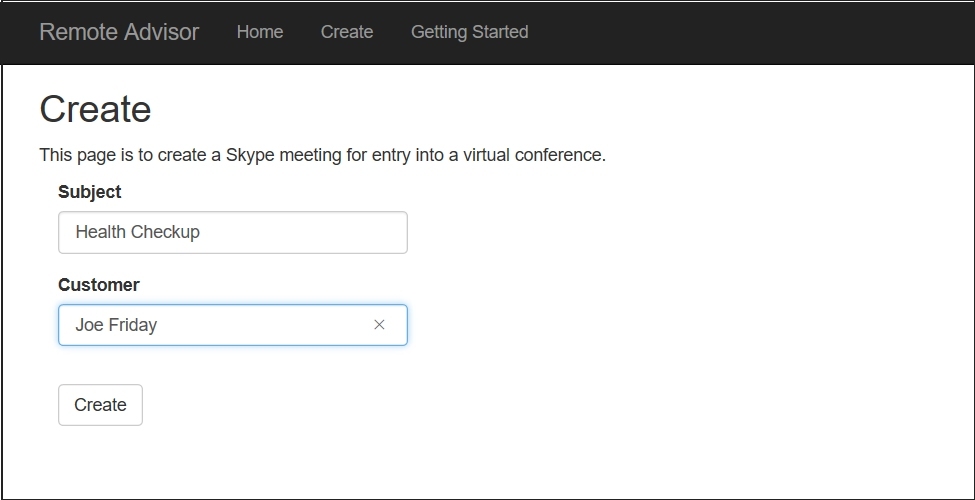 Remote Advisor Home Create Getting Started
Create
This page is to create a Skype meeting for entry into a virtual conference.
Subject
Health Checkup
Customer
Joe Friday
Create